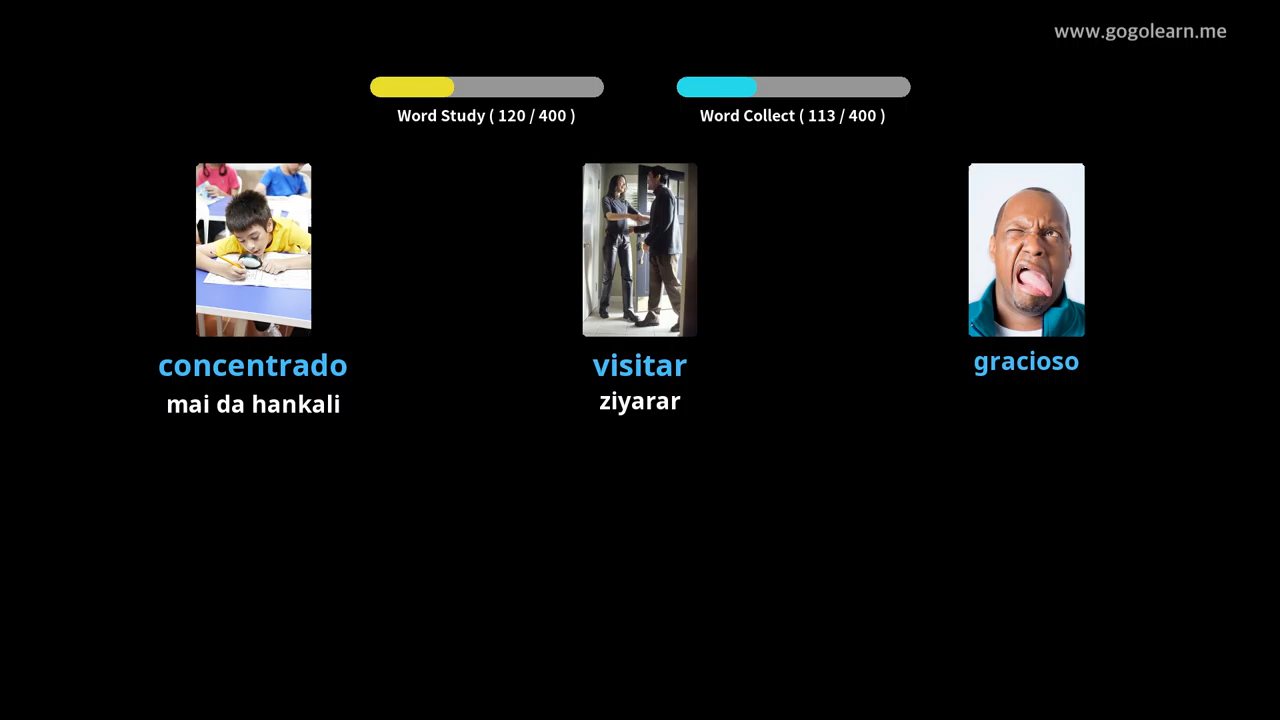 www.gogolearn.me
Word Study ( 120 / 400 )
Word Collect ( 113 / 400 )
concentrado
visitar
gracioso
mai da hankali
ziyarar